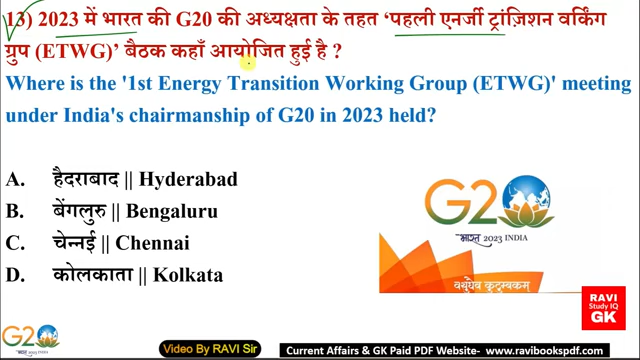 13) 2023 में भारत की G20 की अध्यक्षता के तहत ‘पहली एनर्जी ट्रांज़िशन वर्किंग
ग्रुप (ETWG)’ बैठक कहाँ आयोजित हुई है ?
Where is the '1st Energy Transition Working Group (ETWG)' meeting
under India's chairmanship of G20 in 2023 held?
A. हैदराबाद || Hyderabad
B. बेंगलुरु || Bengaluru
C. चेन्नई || Chennai
D. कोलकाता || Kolkata
G20
भारत 2023 INDIA
वसुधैव कुटुम्बकम्
RAVI
Study IQ
GK
G20
भारत 2023 INDIA
Video By RAVI Sir
Current Affairs & GK Paid PDF Website- www.ravibookspdf.com